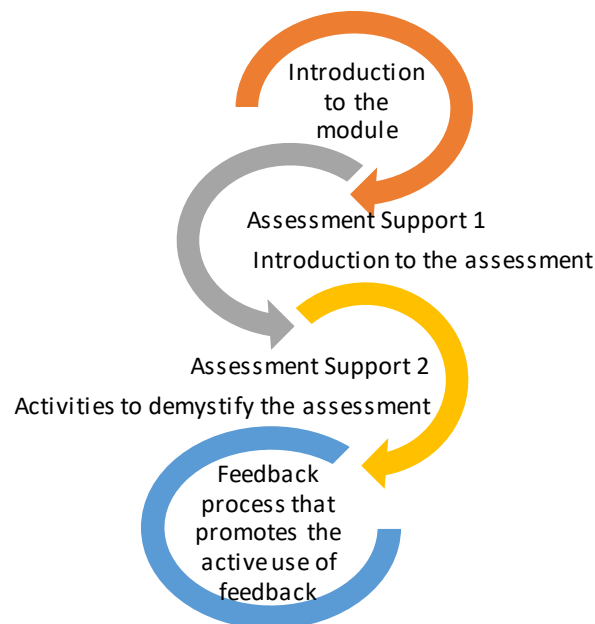 Introduction
to the
module
Assessment Support 1
Introduction to the assessment
Assessment Support 2
Activities to demystify the assessment
Feedback
process that
promotes the
active use of
feedback